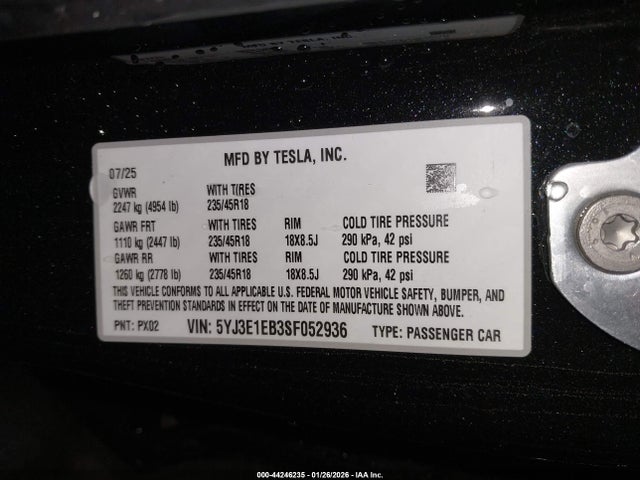 MFD BY TESLA, INC.
MFD BY TESLA, INC.
07/25
GVWR WITH TIRES
2247 kg (4954 lb) 235/45R18
GAWR FRT WITH TIRES RIM COLD TIRE PRESSURE
1110 kg (2447 lb) 235/45R18 18X8.5J 290 kPa, 42 psi
GAWR RR WITH TIRES RIM COLD TIRE PRESSURE
1260 kg (2778 lb) 235/45R18 18X8.5J 290 kPa, 42 psi
THIS VEHICLE CONFORMS TO ALL APPLICABLE U.S. FEDERAL MOTOR VEHICLE SAFETY, BUMPER, AND
THEFT PREVENTION STANDARDS IN EFFECT ON THE DATE OF MANUFACTURE SHOWN ABOVE.
PNT: PX02 VIN: 5YJ3E1EB3SF052936 TYPE: PASSENGER CAR
000-44246235 - 01/26/2026 - IAA Inc.